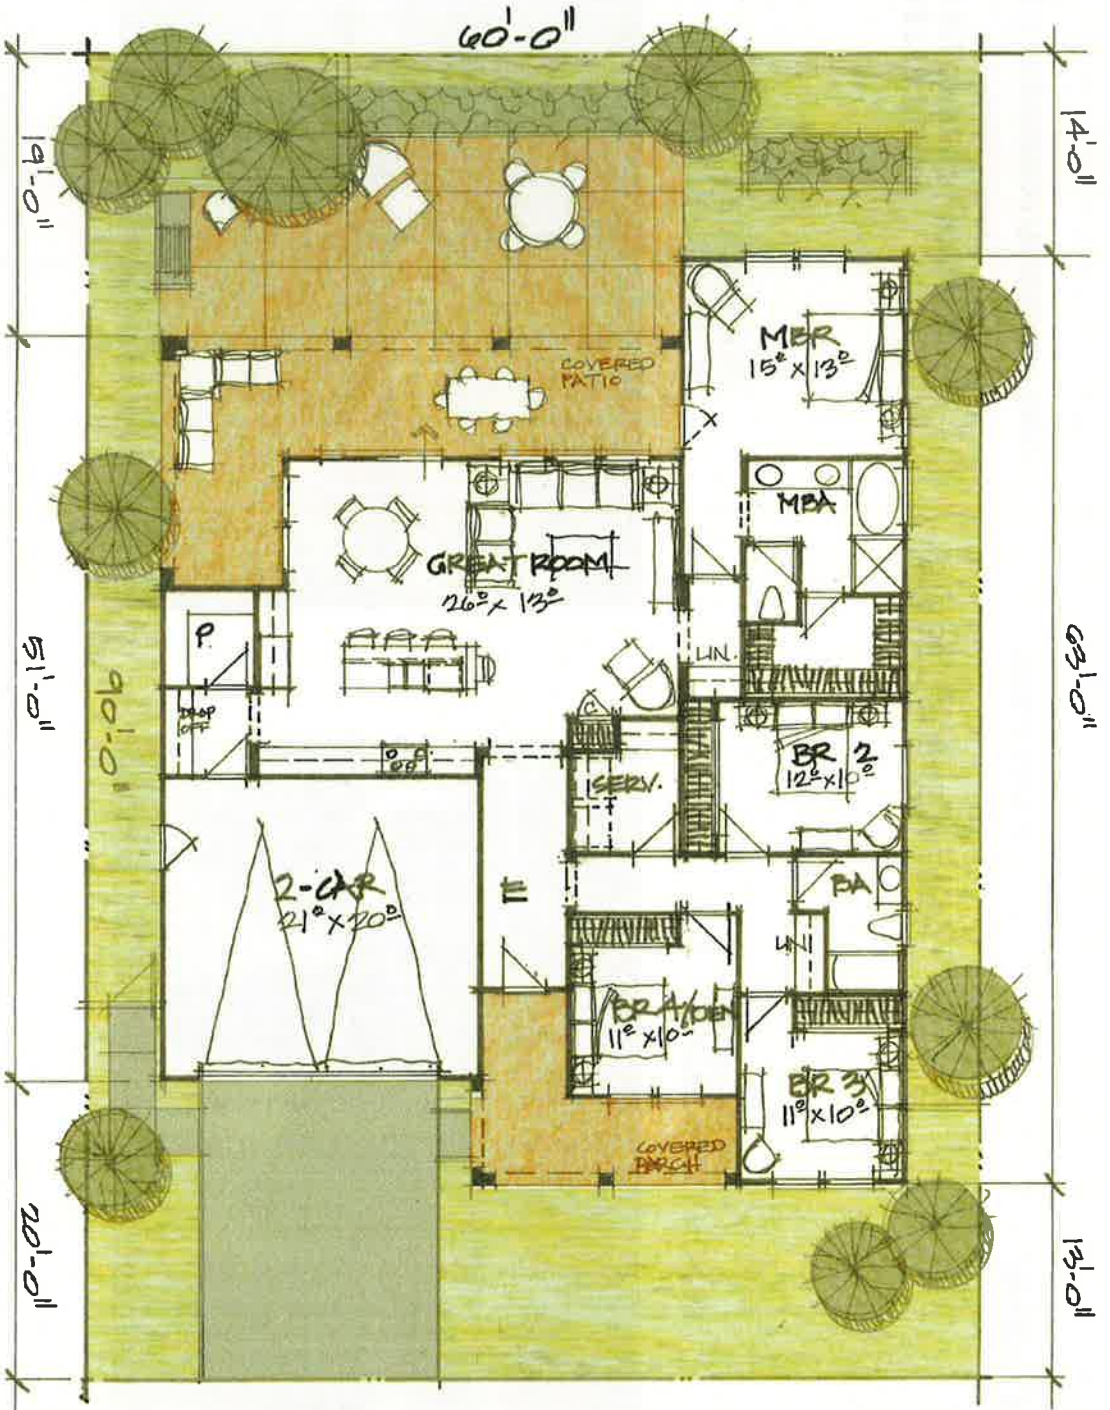 60'-0"
14'-0"
19'-0"
MBR
15⁰ x 13⁰
COVERED
PATIO
MBA
GREAT ROOM
26⁰ x 13⁰
P.
LIN.
63'-0"
51'-0"
90'-0"
DROP
OFF
C
BR 2
12⁰ x 10⁰
SERV.
2-CAR
21⁰ x 20⁰
E
BA
LIN
BR 4/DEN
11⁰ x 10⁰
BR 3
11⁰ x 10⁰
COVERED
PORCH
20'-0"
13'-0"